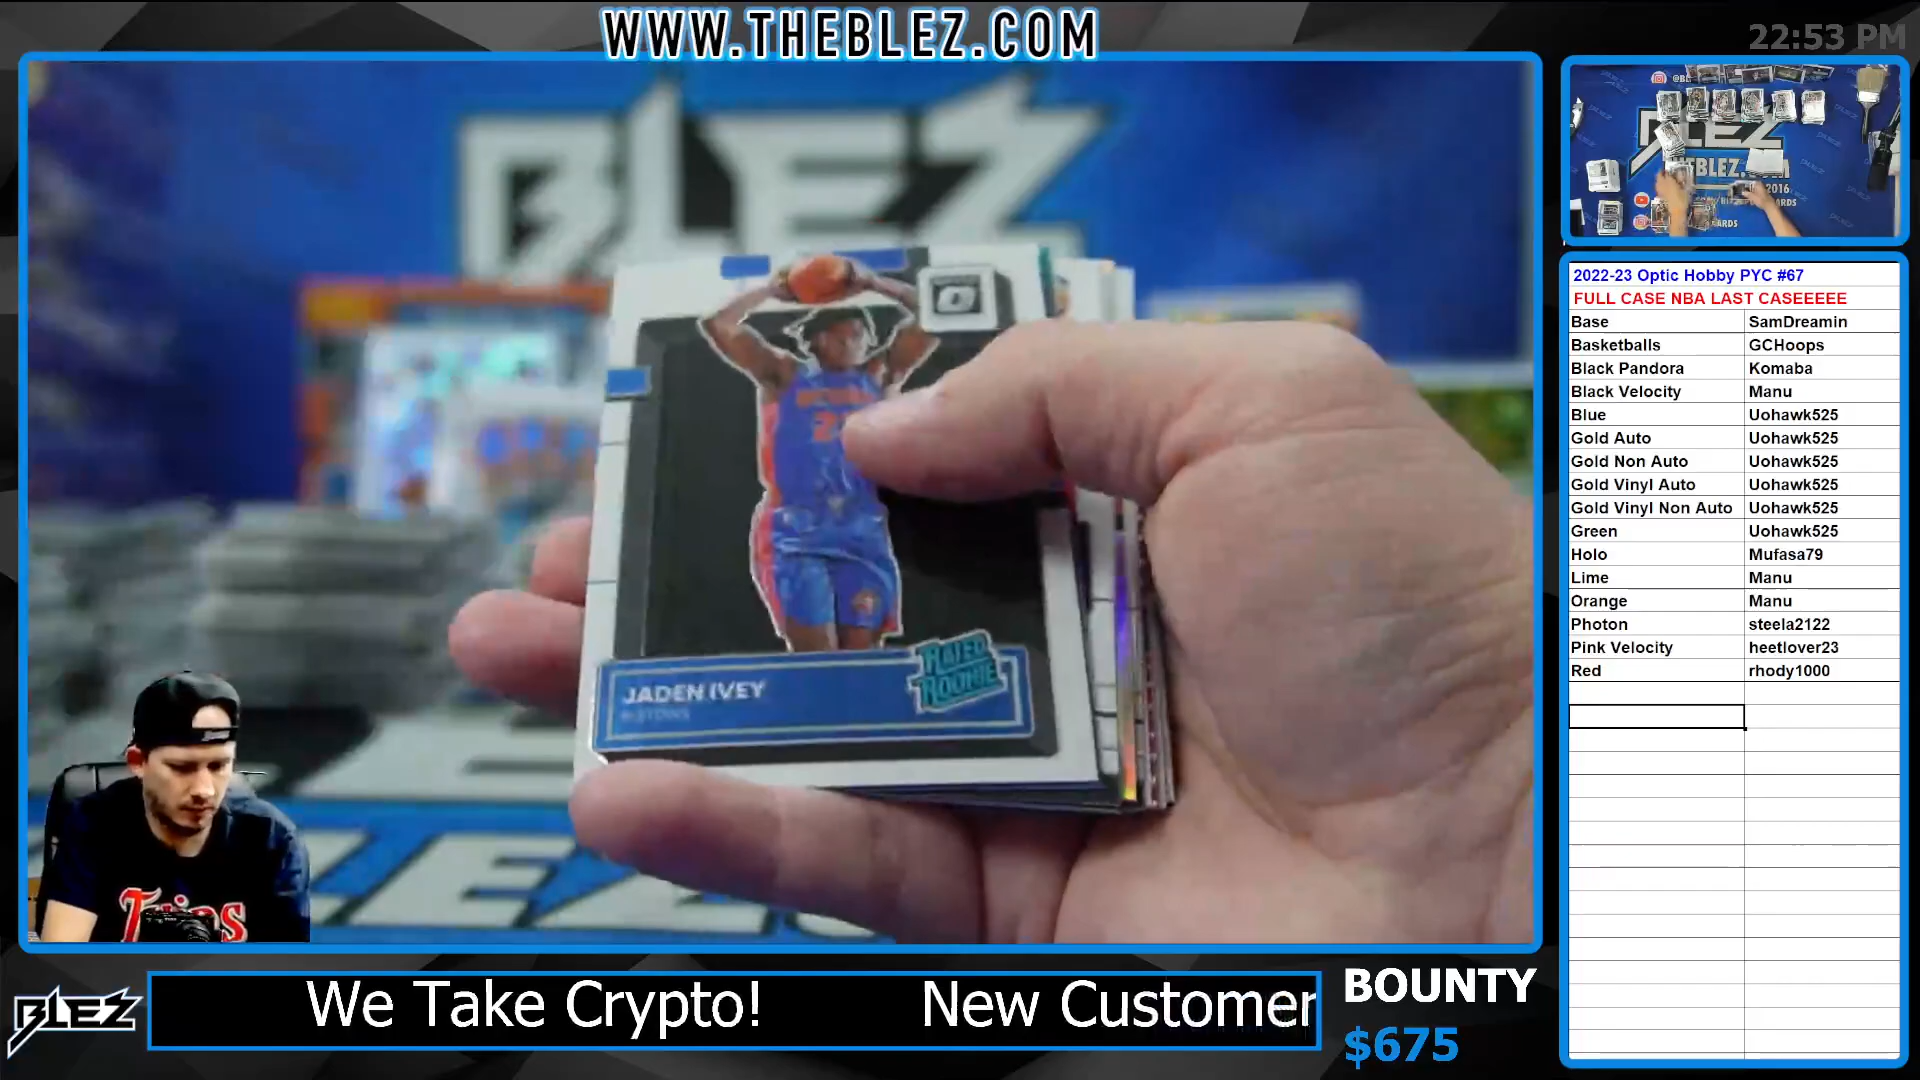 WWW.THEBLEZ.COM
22:53 PM
BLEZ
JADEN IVEY
PISTONS
RATED ROOKIE
2022-23 Optic Hobby PYC #67
FULL CASE NBA LAST CASEEEEE
Base SamDreamin
Basketballs GCHoops
Black Pandora Komaba
Black Velocity Manu
Blue Uohawk525
Gold Auto Uohawk525
Gold Non Auto Uohawk525
Gold Vinyl Auto Uohawk525
Gold Vinyl Non Auto Uohawk525
Green Uohawk525
Holo Mufasa79
Lime Manu
Orange Manu
Photon steela2122
Pink Velocity heetlover23
Red rhody1000
BLEZ
We Take Crypto! New Customer
BOUNTY
$675